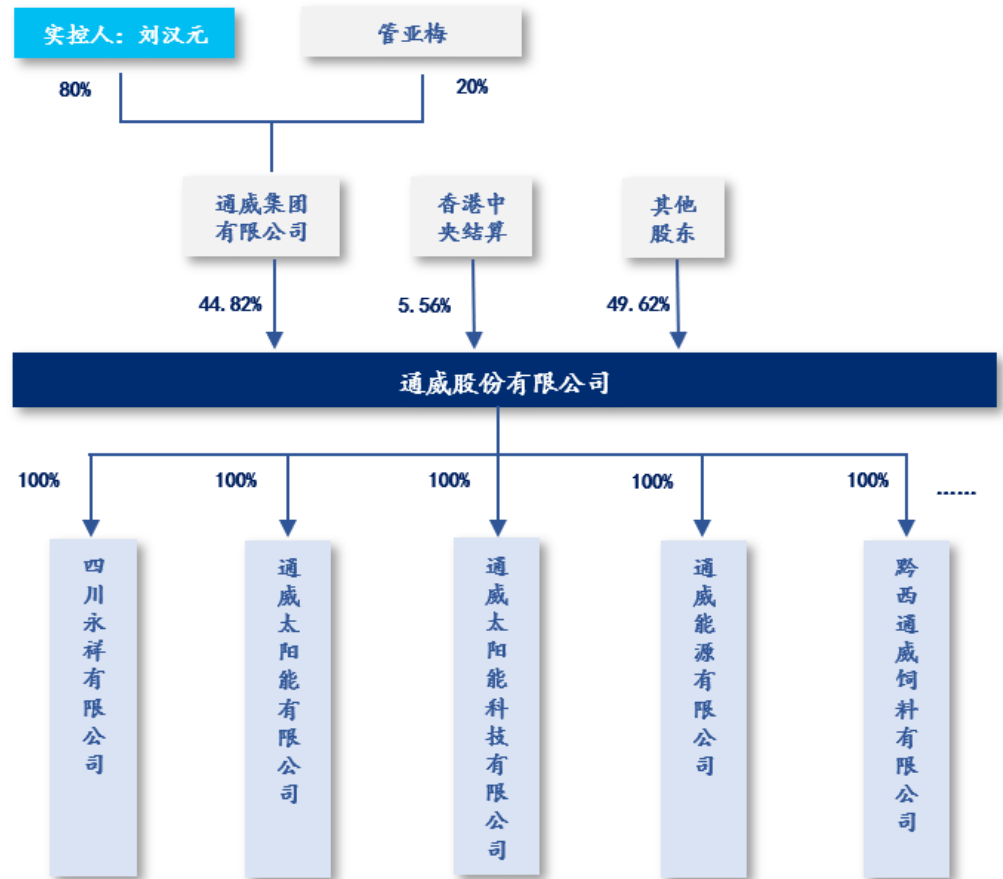 实控人：刘汉元
管亚梅
80%
20%
通威集团
有限公司
香港中
央结算
其他
股东
44.82%
5.56%
49.62%
通威股份有限公司
100%
100%
100%
100%
100%
......
四川永祥有限公司
通威太阳能有限公司
通威太阳能科技有限公司
通威能源有限公司
黔西通威饲料有限公司